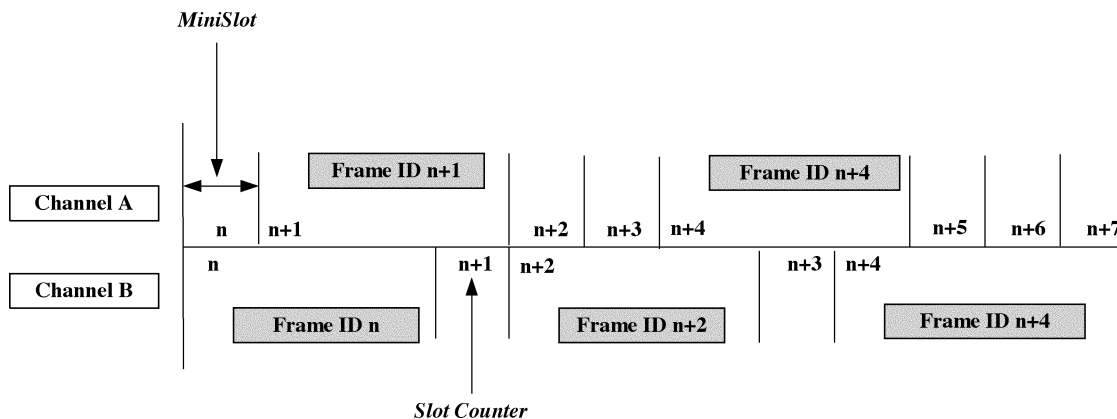 MiniSlot
Frame ID n+1
Frame ID n+4
Channel A
n
n+1
n+2
n+3
n+4
n+5
n+6
n+7
Channel B
n
n+1
n+2
n+3
n+4
Frame ID n
Frame ID n+2
Frame ID n+4
Slot Counter